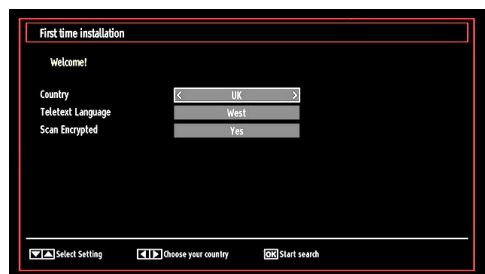 First time installation
Welcome!
Country < UK >
Teletext Language West
Scan Encrypted Yes
Select Setting Choose your country OK Start search